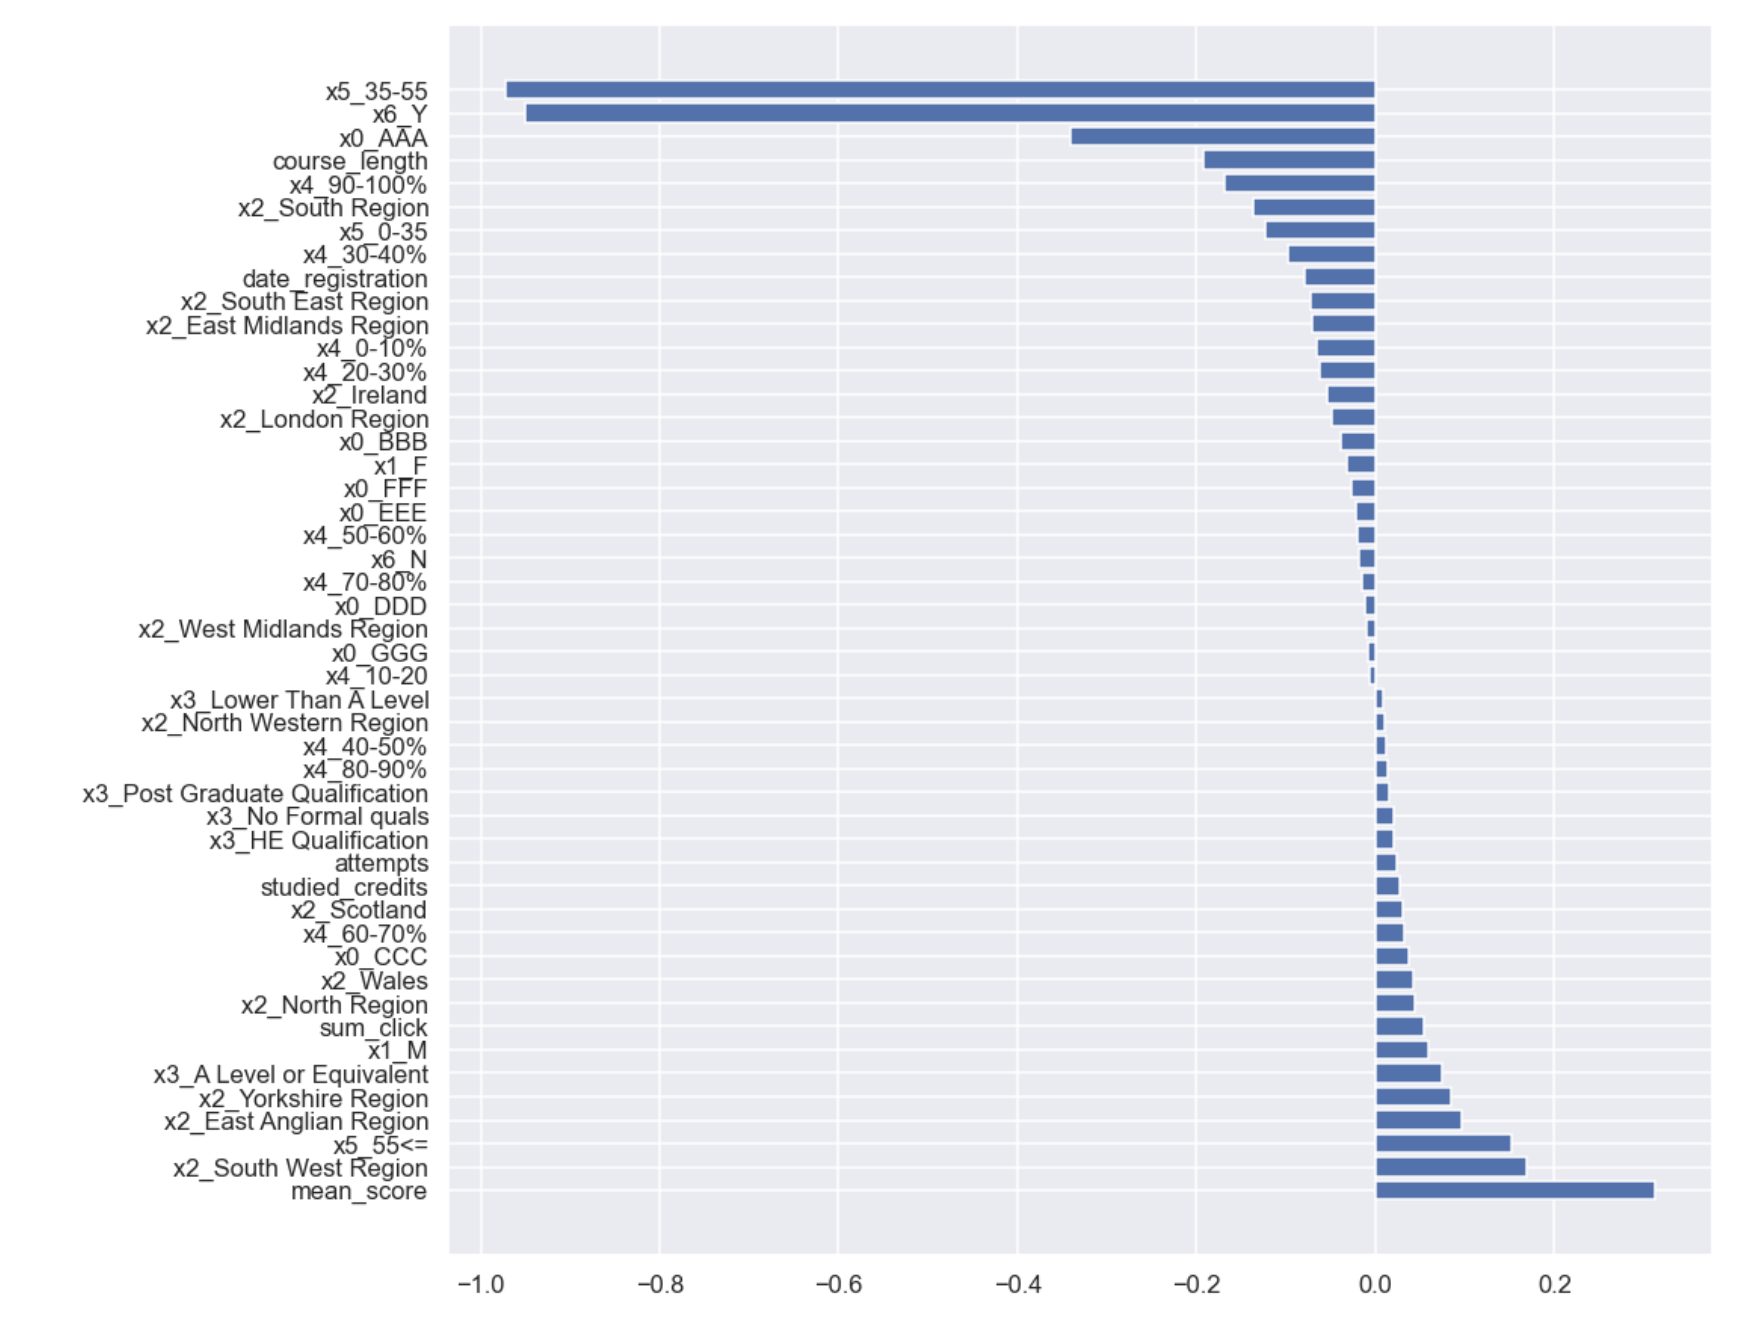 x5_35-55
x6_Y
x0_AAA
course_length
x4_90-100%
x2_South Region
x5_0-35
x4_30-40%
date_registration
x2_South East Region
x2_East Midlands Region
x4_0-10%
x4_20-30%
x2_Ireland
x2_London Region
x0_BBB
x1_F
x0_FFF
x0_EEE
x4_50-60%
x6_N
x4_70-80%
x0_DDD
x2_West Midlands Region
x0_GGG
x4_10-20
x3_Lower Than A Level
x2_North Western Region
x4_40-50%
x4_80-90%
x3_Post Graduate Qualification
x3_No Formal quals
x3_HE Qualification
attempts
studied_credits
x2_Scotland
x4_60-70%
x0_CCC
x2_Wales
x2_North Region
sum_click
x1_M
x3_A Level or Equivalent
x2_Yorkshire Region
x2_East Anglian Region
x5_55<=
x2_South West Region
mean_score
−1.0 −0.8 −0.6 −0.4 −0.2 0.0 0.2